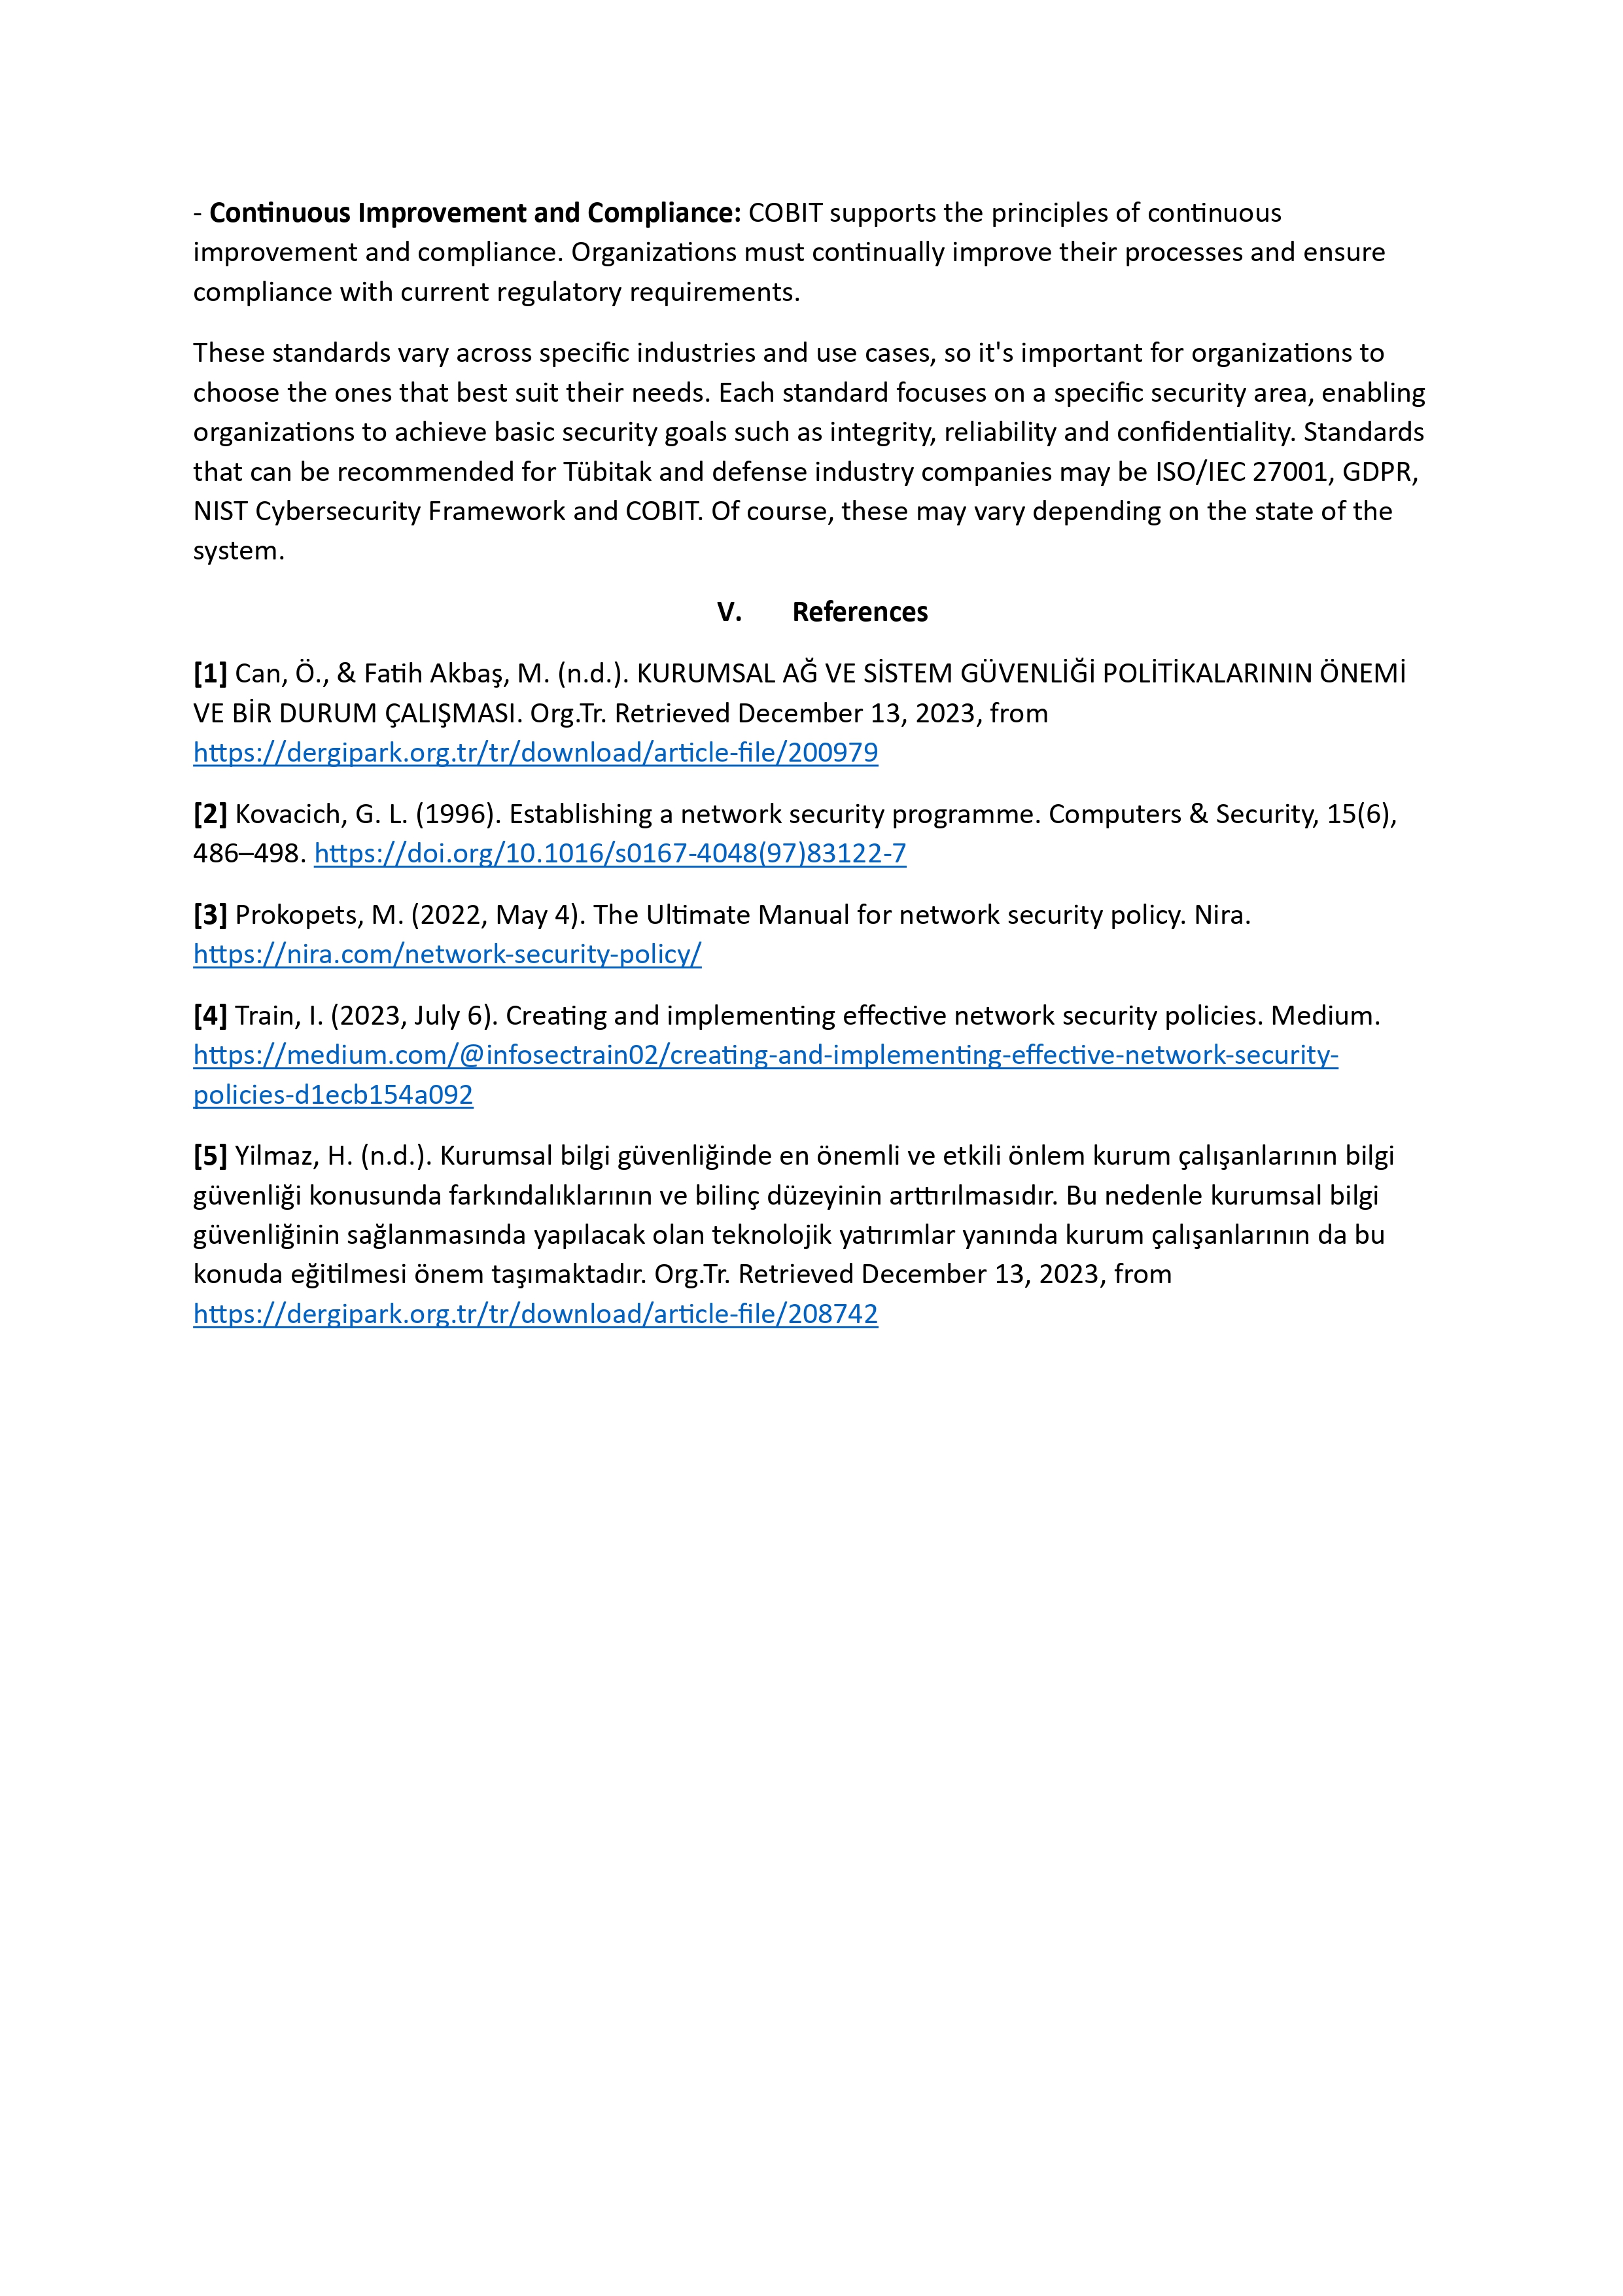 - Continuous Improvement and Compliance: COBIT supports the principles of continuous
improvement and compliance. Organizations must continually improve their processes and ensure
compliance with current regulatory requirements.
These standards vary across specific industries and use cases, so it's important for organizations to
choose the ones that best suit their needs. Each standard focuses on a specific security area, enabling
organizations to achieve basic security goals such as integrity, reliability and confidentiality. Standards
that can be recommended for Tübitak and defense industry companies may be ISO/IEC 27001, GDPR,
NIST Cybersecurity Framework and COBIT. Of course, these may vary depending on the state of the
system.
V. References
[1] Can, Ö., & Fatih Akbaş, M. (n.d.). KURUMSAL AĞ VE SİSTEM GÜVENLİĞİ POLİTİKALARININ ÖNEMİ
VE BİR DURUM ÇALIŞMASI. Org.Tr. Retrieved December 13, 2023, from
https://dergipark.org.tr/tr/download/article-file/200979
[2] Kovacich, G. L. (1996). Establishing a network security programme. Computers & Security, 15(6),
486–498. https://doi.org/10.1016/s0167-4048(97)83122-7
[3] Prokopets, M. (2022, May 4). The Ultimate Manual for network security policy. Nira.
https://nira.com/network-security-policy/
[4] Train, I. (2023, July 6). Creating and implementing effective network security policies. Medium.
https://medium.com/@infosectrain02/creating-and-implementing-effective-network-security-
policies-d1ecb154a092
[5] Yilmaz, H. (n.d.). Kurumsal bilgi güvenliğinde en önemli ve etkili önlem kurum çalışanlarının bilgi
güvenliği konusunda farkındalıklarının ve bilinç düzeyinin arttırılmasıdır. Bu nedenle kurumsal bilgi
güvenliğinin sağlanmasında yapılacak olan teknolojik yatırımlar yanında kurum çalışanlarının da bu
konuda eğitilmesi önem taşımaktadır. Org.Tr. Retrieved December 13, 2023, from
https://dergipark.org.tr/tr/download/article-file/208742